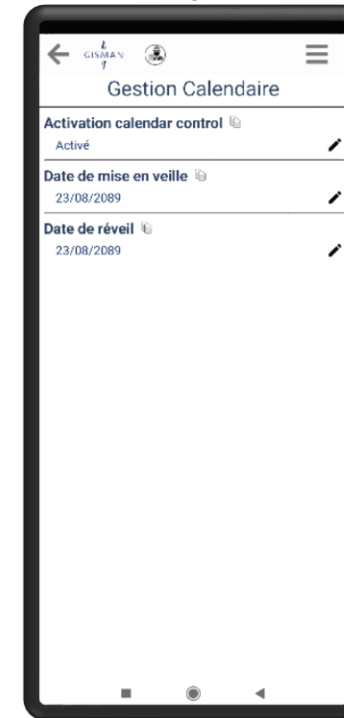 GISMAN
Gestion Calendaire
Activation calendar control
Activé
Date de mise en veille
23/08/2089
Date de réveil
23/08/2089